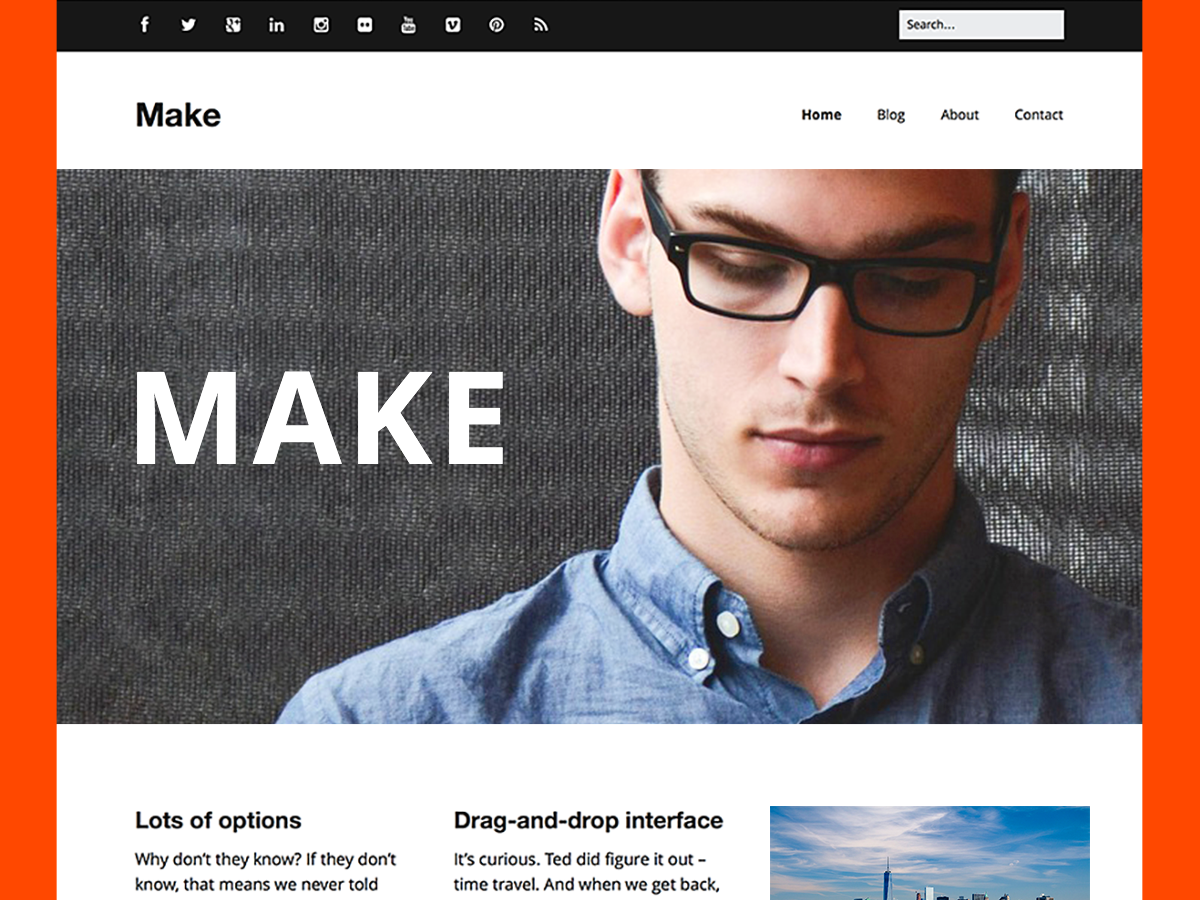 You Tube
Search...
Make
Home Blog About Contact
MAKE
Lots of options
Why don't they know? If they don't
know, that means we never told
Drag-and-drop interface
It's curious. Ted did figure it out –
time travel. And when we get back,